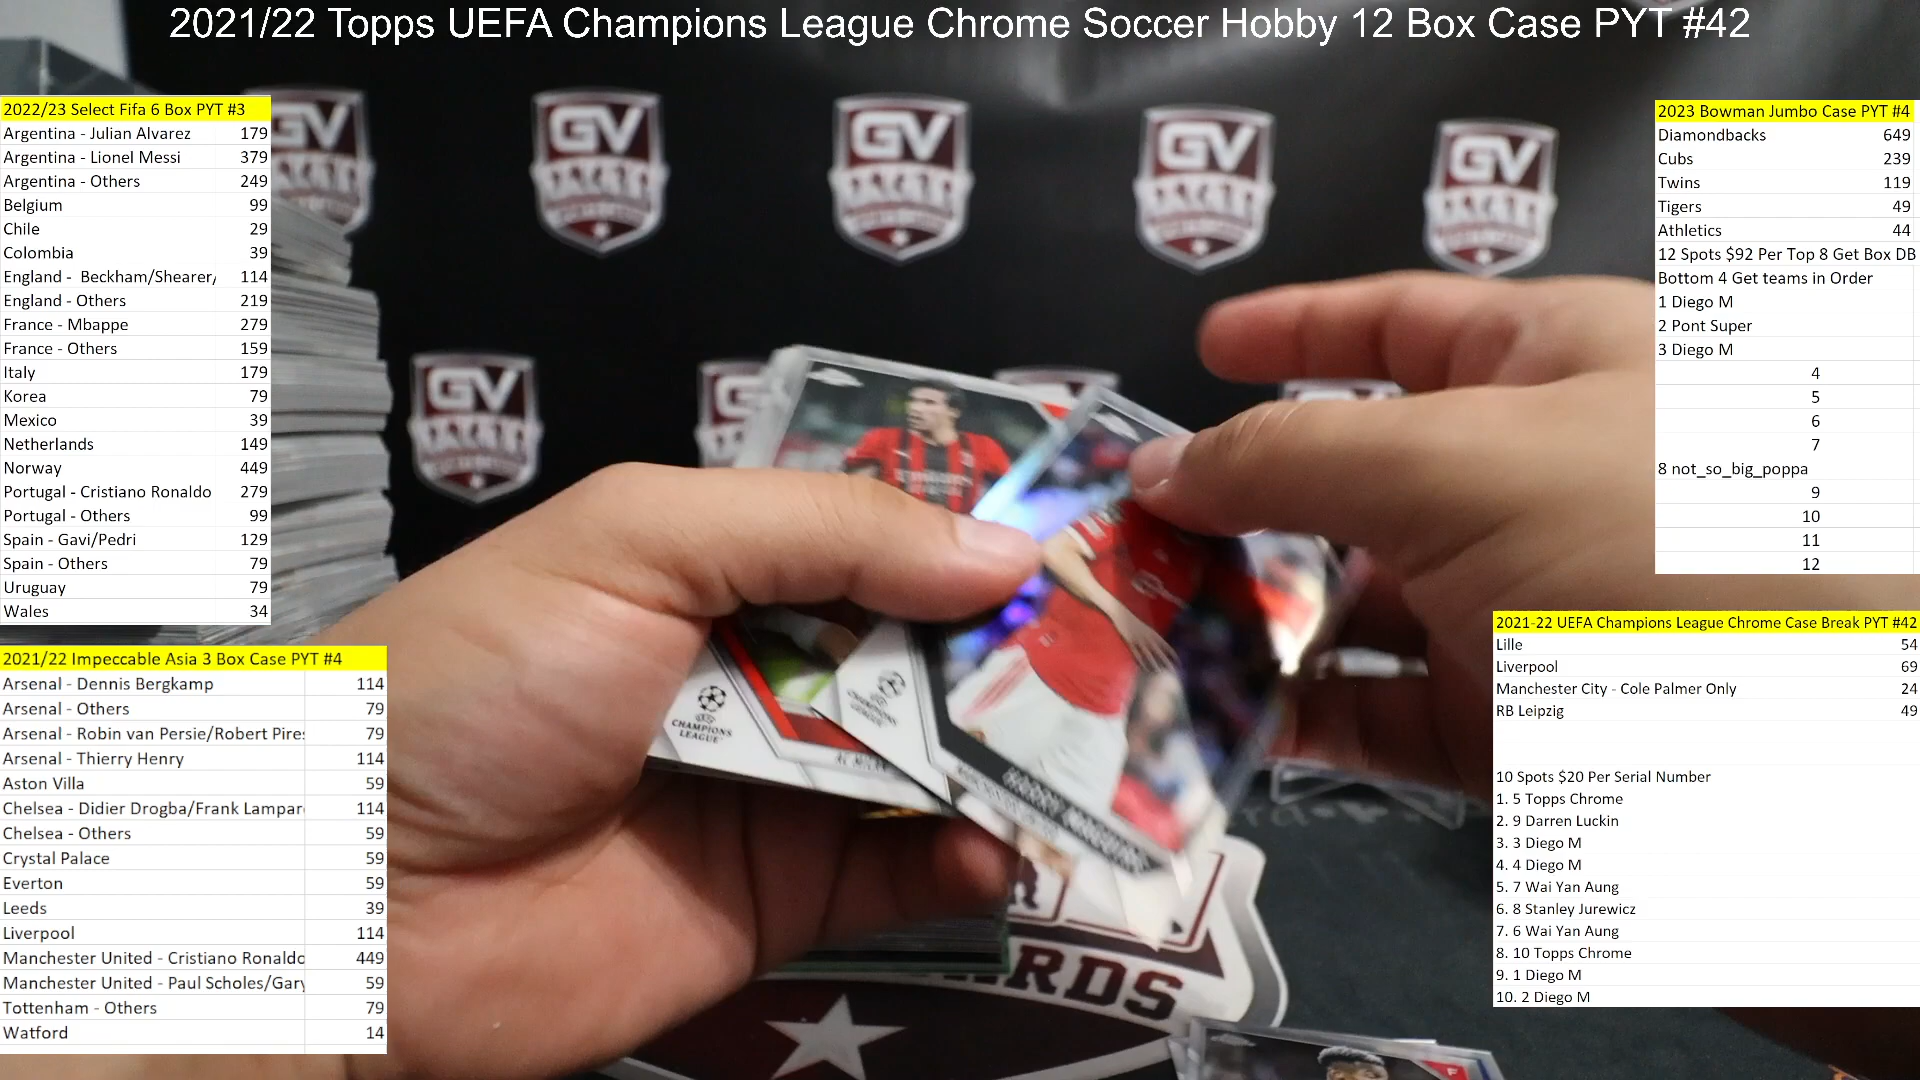 2021/22 Topps UEFA Champions League Chrome Soccer Hobby 12 Box Case PYT #42
2022/23 Select Fifa 6 Box PYT #3
Argentina - Julian Alvarez 179
Argentina - Lionel Messi 379
Argentina - Others 249
Belgium 99
Chile 29
Colombia 39
England - Beckham/Shearer/ 114
England - Others 219
France - Mbappe 279
France - Others 159
Italy 179
Korea 79
Mexico 39
Netherlands 149
Norway 449
Portugal - Cristiano Ronaldo 279
Portugal - Others 99
Spain - Gavi/Pedri 129
Spain - Others 79
Uruguay 79
Wales 34
2021/22 Impeccable Asia 3 Box Case PYT #4
Arsenal - Dennis Bergkamp 114
Arsenal - Others 79
Arsenal - Robin van Persie/Robert Pires 79
Arsenal - Thierry Henry 114
Aston Villa 59
Chelsea - Didier Drogba/Frank Lampar 114
Chelsea - Others 59
Crystal Palace 59
Everton 59
Leeds 39
Liverpool 114
Manchester United - Cristiano Ronaldo 449
Manchester United - Paul Scholes/Gary 59
Tottenham - Others 79
Watford 14
2023 Bowman Jumbo Case PYT #4
Diamondbacks 649
Cubs 239
Twins 119
Tigers 49
Athletics 44
12 Spots $92 Per Top 8 Get Box DB
Bottom 4 Get teams in Order
1 Diego M
2 Pont Super
3 Diego M
4
5
6
7
8 not_so_big_poppa
9
10
11
12
2021-22 UEFA Champions League Chrome Case Break PYT #42
Lille 54
Liverpool 69
Manchester City - Cole Palmer Only 24
RB Leipzig 49
10 Spots $20 Per Serial Number
1. 5 Topps Chrome
2. 9 Darren Luckin
3. 3 Diego M
4. 4 Diego M
5. 7 Wai Yan Aung
6. 8 Stanley Jurewicz
7. 6 Wai Yan Aung
8. 10 Topps Chrome
9. 1 Diego M
10. 2 Diego M
GV
GV
GV
GV
GV
GV
CHAMPIONS
LEAGUE
CHAMPIONS
LEAGUE
RDS